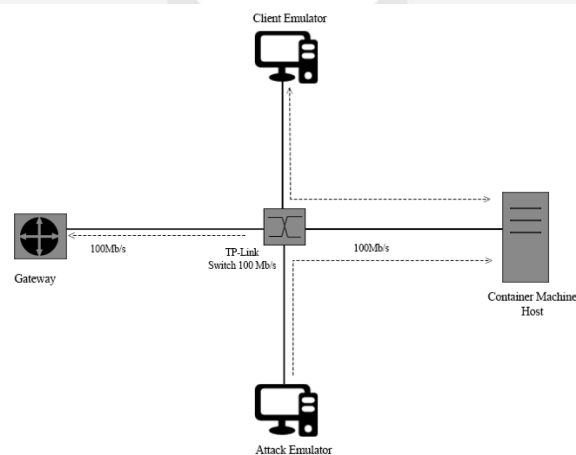 Client Emulator
100Mb/s
TP-Link
Switch 100 Mb/s
100Mb/s
Gateway
Container Machine
Host
Attack Emulator